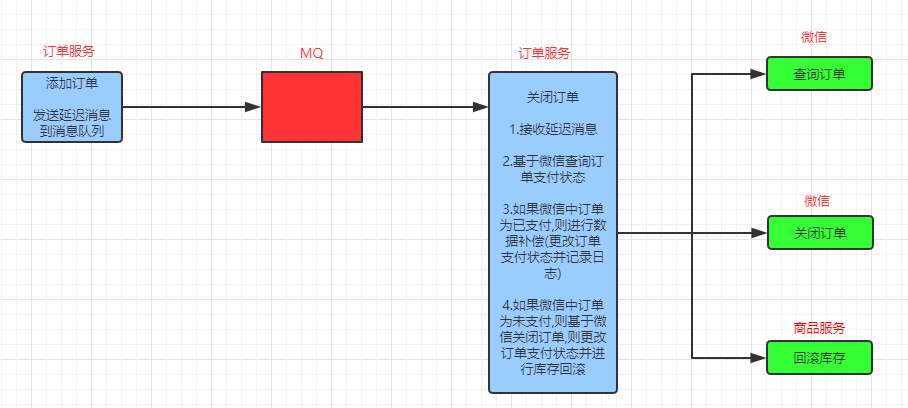 订单服务
添加订单
发送延迟消息
到消息队列
MQ
订单服务
关闭订单
1.接收延迟消息
2.基于微信查询订
单支付状态
3.如果微信中订单
为已支付,则进行数
据补偿(更改订单
支付状态并记录日
志)
4.如果微信中订单
为未支付,则基于微
信关闭订单,则更改
订单支付状态并进
行库存回滚
微信
查询订单
微信
关闭订单
商品服务
回滚库存